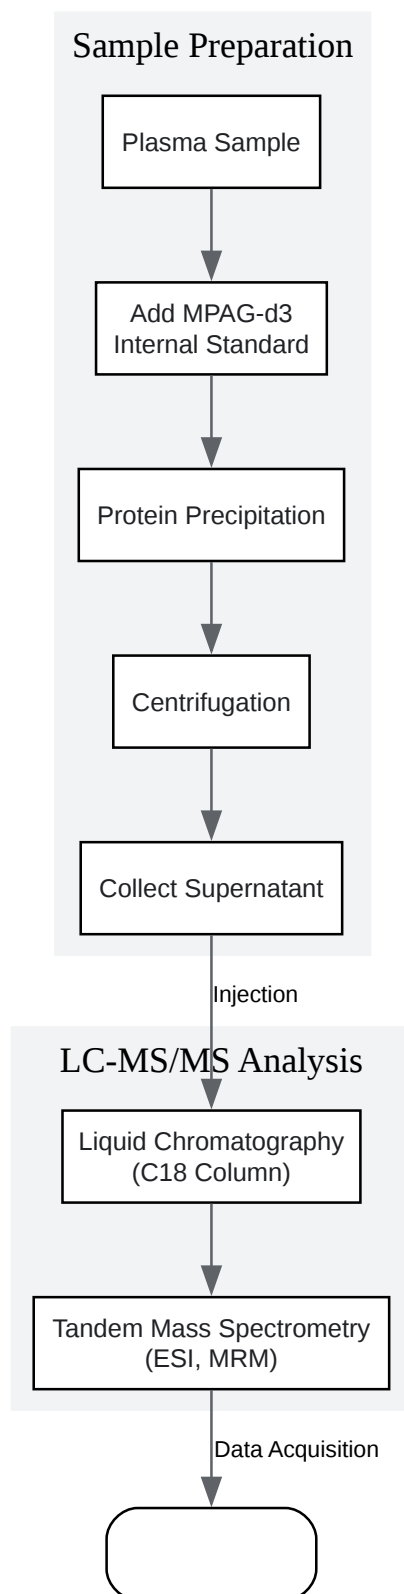 Sample Preparation
Plasma Sample
Add MPAG-d3
Internal Standard
Protein Precipitation
Centrifugation
Collect Supernatant
Injection
LC-MS/MS Analysis
Liquid Chromatography
(C18 Column)
Tandem Mass Spectrometry
(ESI, MRM)
Data Acquisition